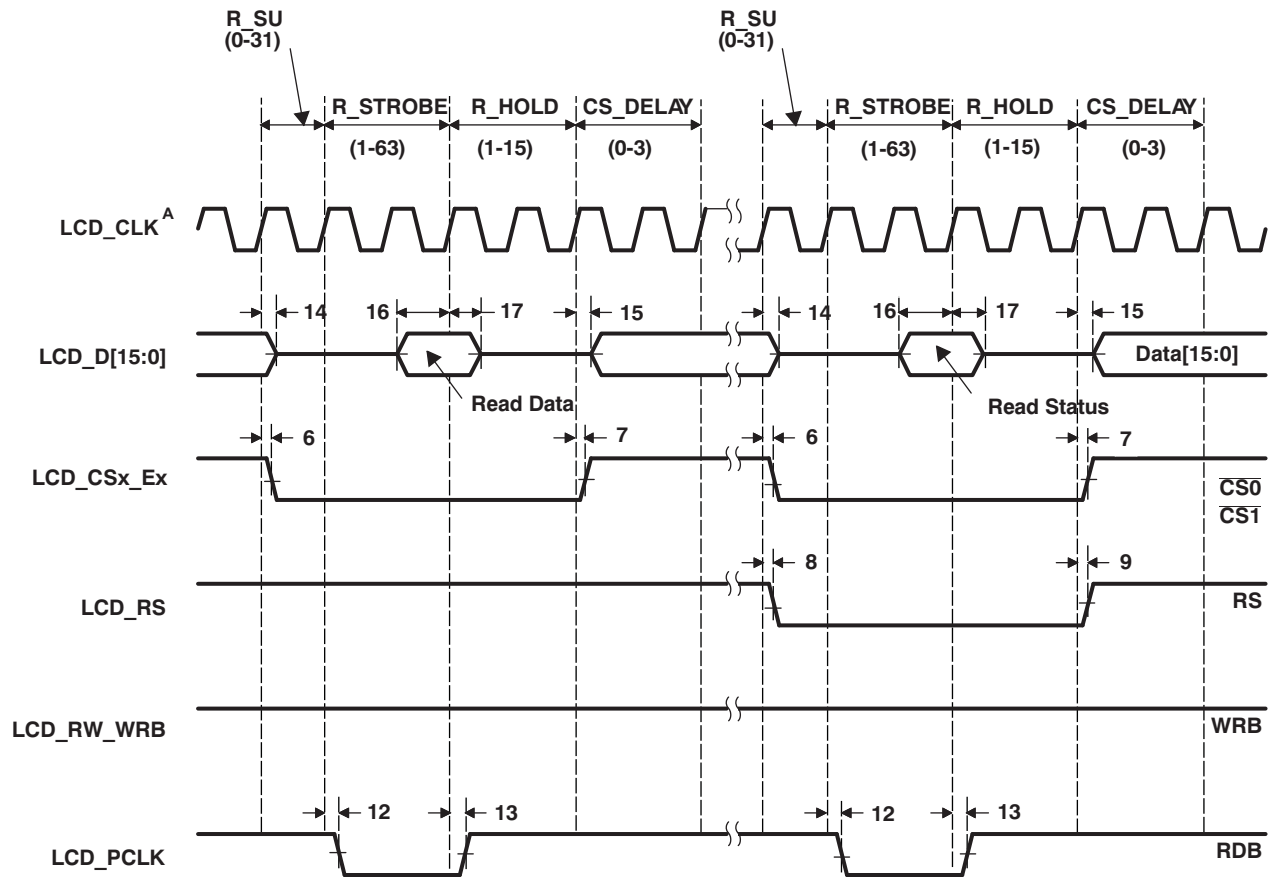 R_SU
(0-31)
R_SU
(0-31)
R_STROBE R_HOLD CS_DELAY R_STROBE R_HOLD CS_DELAY
(1-63) (1-15) (0-3) (1-63) (1-15) (0-3)
LCD_CLK A
14 16 17 15 14 16 17 15
LCD_D[15:0] Data[15:0]
Read Data Read Status
6 7 6 7
LCD_CSx_Ex CS0
CS1
8 9
LCD_RS RS
LCD_RW_WRB WRB
12 13 12 13
LCD_PCLK RDB